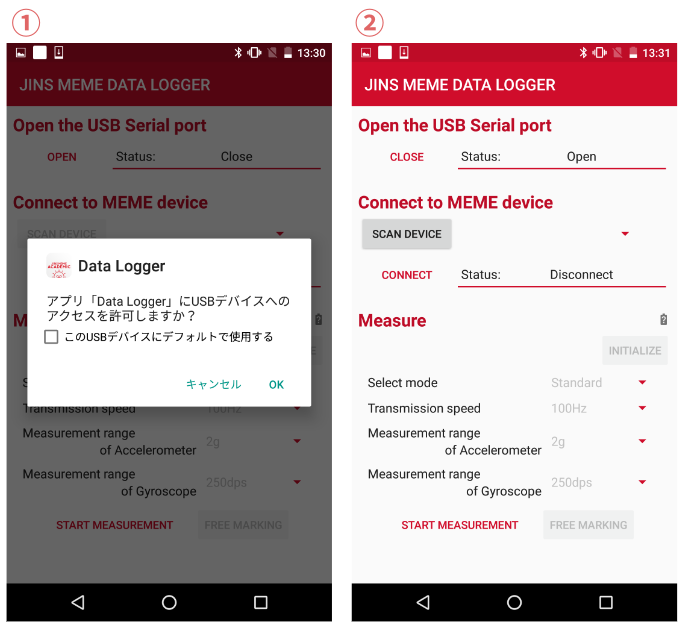 ①
13:30
JINS MEME DATA LOGGER
Open the USB Serial port
OPEN Status: Close
Connect to MEME device
SCAN DEVICE
ACADEMIC
Data Logger
アプリ「Data Logger」にUSBデバイスへの
アクセスを許可しますか？
このUSBデバイスにデフォルトで使用する
キャンセル OK
M
E
S
Transmission speed 100Hz
Measurement range
of Accelerometer 2g
Measurement range
of Gyroscope 250dps
START MEASUREMENT FREE MARKING
②
13:31
JINS MEME DATA LOGGER
Open the USB Serial port
CLOSE Status: Open
Connect to MEME device
SCAN DEVICE
CONNECT Status: Disconnect
Measure
INITIALIZE
Select mode Standard
Transmission speed 100Hz
Measurement range
of Accelerometer 2g
Measurement range
of Gyroscope 250dps
START MEASUREMENT FREE MARKING